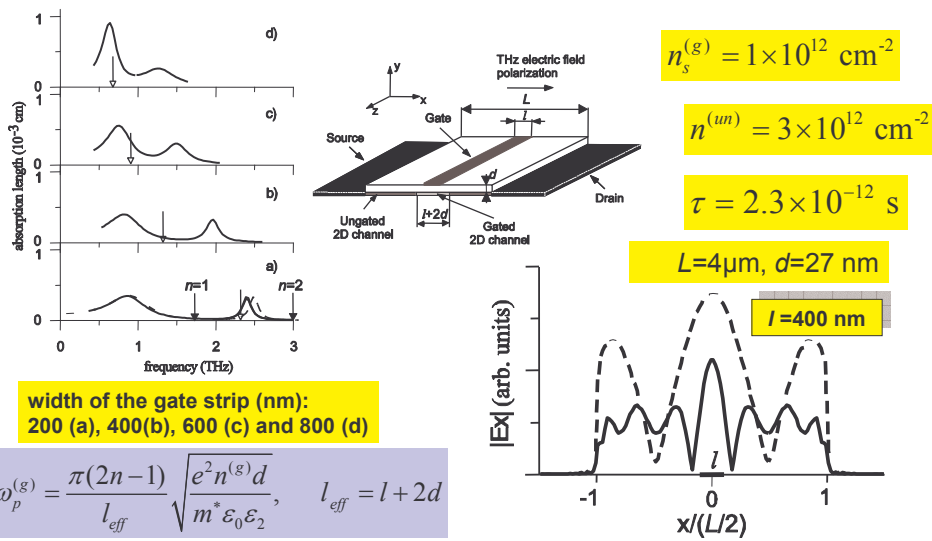 1
d)
0
1
c)
0
1
b)
0
1
a)
n=1
n=2
0
0
1
2
3
absorption length (10⁻³ cm)
frequency (THz)
y
x
z
THz electric field
polarization
L
l
Gate
Source
d
Drain
Ungated
2D channel
l+2d
Gated
2D channel
n_s^(g) = 1×10¹² cm⁻²
n^(un) = 3×10¹² cm⁻²
τ = 2.3×10⁻¹² s
L=4μm, d=27 nm
l =400 nm
|Ex| (arb. units)
l
-1
0
1
x/(L/2)
width of the gate strip (nm):
200 (a), 400(b), 600 (c) and 800 (d)
ω_p^(g) = π(2n−1)/l_eff √(e²n^(g)d/(m*ε₀ε₂)), l_eff = l + 2d